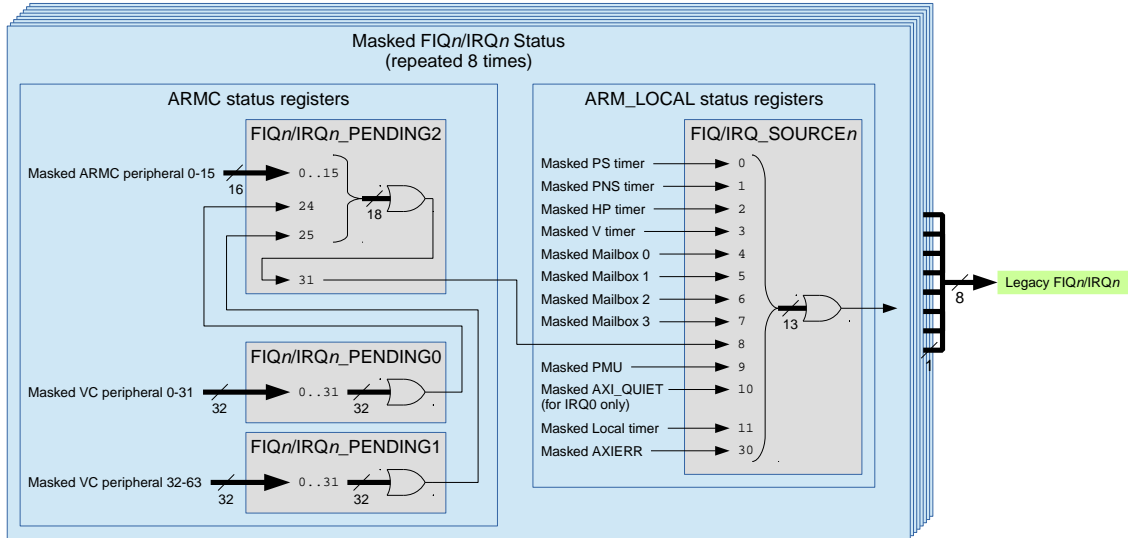 Masked FIQn/IRQn Status
(repeated 8 times)
ARMC status registers
FIQn/IRQn_PENDING2
Masked ARMC peripheral 0-15
16
0..15
24
25
18
31
FIQn/IRQn_PENDING0
Masked VC peripheral 0-31
32
0..31
32
FIQn/IRQn_PENDING1
Masked VC peripheral 32-63
32
0..31
32
ARM_LOCAL status registers
FIQ/IRQ_SOURCEn
Masked PS timer 0
Masked PNS timer 1
Masked HP timer 2
Masked V timer 3
Masked Mailbox 0 4
Masked Mailbox 1 5
Masked Mailbox 2 6
Masked Mailbox 3 7
8
Masked PMU 9
Masked AXI_QUIET 10
(for IRQ0 only)
Masked Local timer 11
Masked AXIERR 30
13
1
8
Legacy FIQn/IRQn